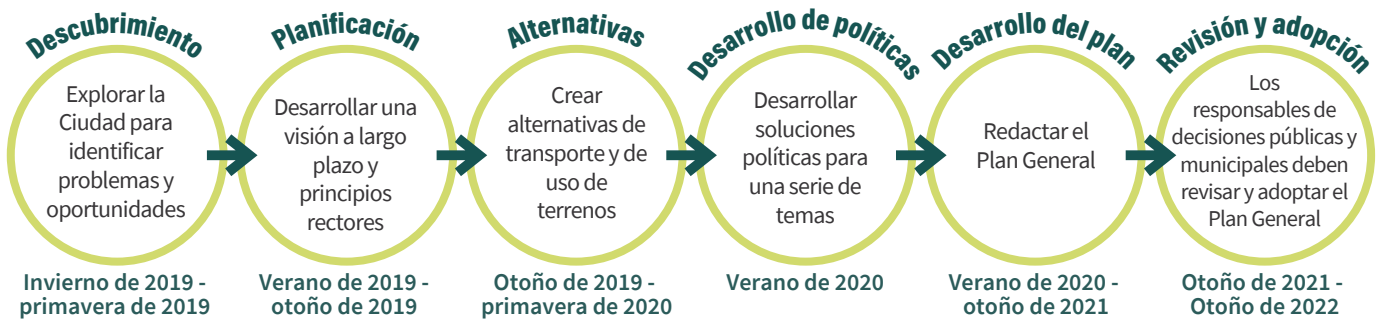 Descubrimiento
Explorar la
Ciudad para
identificar
problemas y
oportunidades
Invierno de 2019 -
primavera de 2019
Planificación
Desarrollar una
visión a largo
plazo y
principios
rectores
Verano de 2019 -
otoño de 2019
Alternativas
Crear
alternativas de
transporte y de
uso de
terrenos
Otoño de 2019 -
primavera de 2020
Desarrollo de políticas
Desarrollar
soluciones
políticas para
una serie de
temas
Verano de 2020
Desarrollo del plan
Redactar el
Plan General
Verano de 2020 -
otoño de 2021
Revisión y adopción
Los
responsables de
decisiones públicas y
municipales deben
revisar y adoptar el
Plan General
Otoño de 2021 -
Otoño de 2022